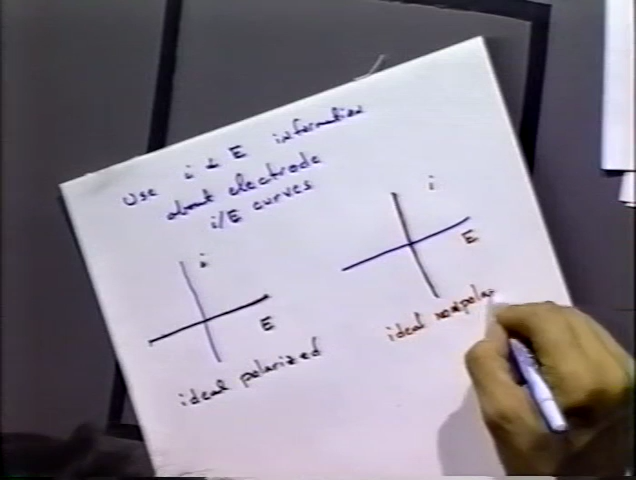 Use i & E information
about electrode
i/E curves
i
E
ideal polarized
i
E
ideal nonpolar